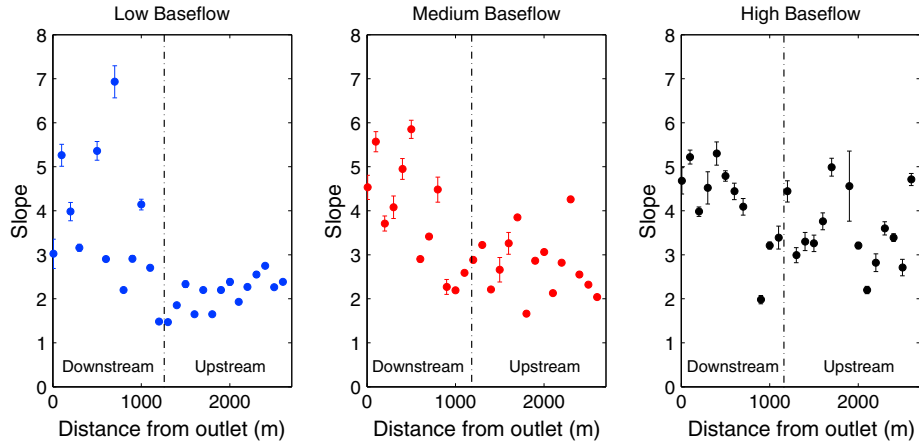 Low Baseflow
Slope
8
7
6
5
4
3
2
1
0
Downstream
Upstream
0
1000
2000
Distance from outlet (m)
Medium Baseflow
Slope
8
7
6
5
4
3
2
1
0
Downstream
Upstream
0
1000
2000
Distance from outlet (m)
High Baseflow
Slope
8
7
6
5
4
3
2
1
0
Downstream
Upstream
0
1000
2000
Distance from outlet (m)